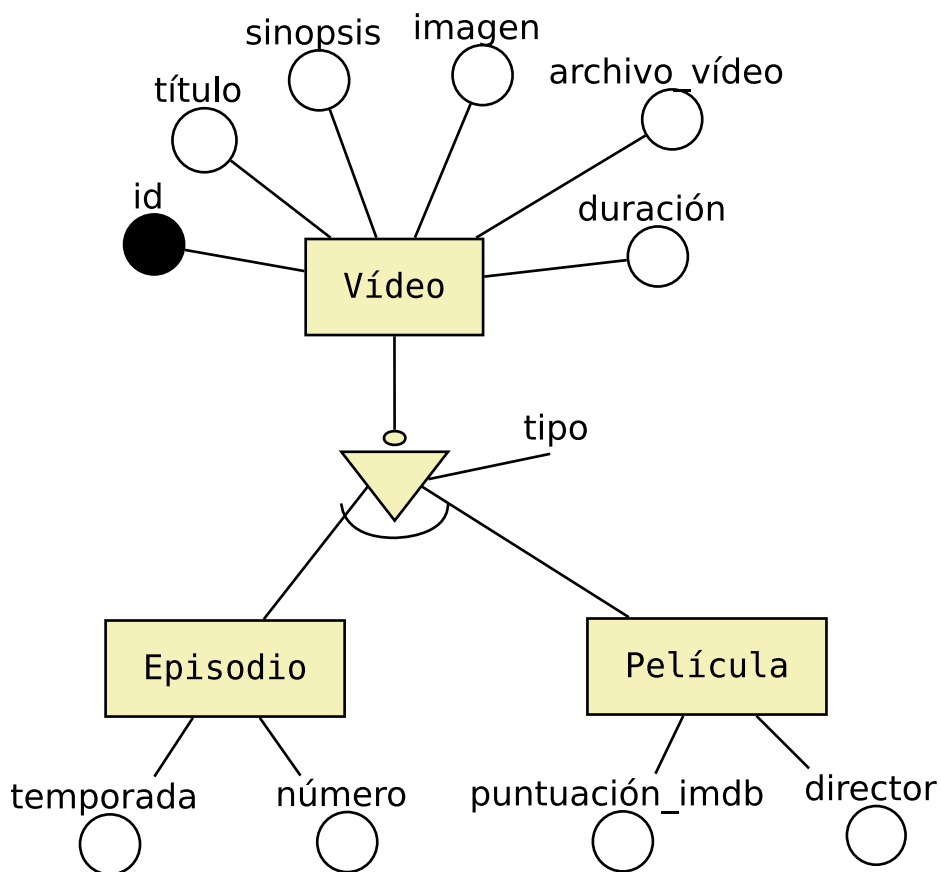 sinopsis
imagen
título
archivo_vídeo
id
duración
Vídeo
tipo
Episodio
Película
temporada
número
puntuación_imdb
director